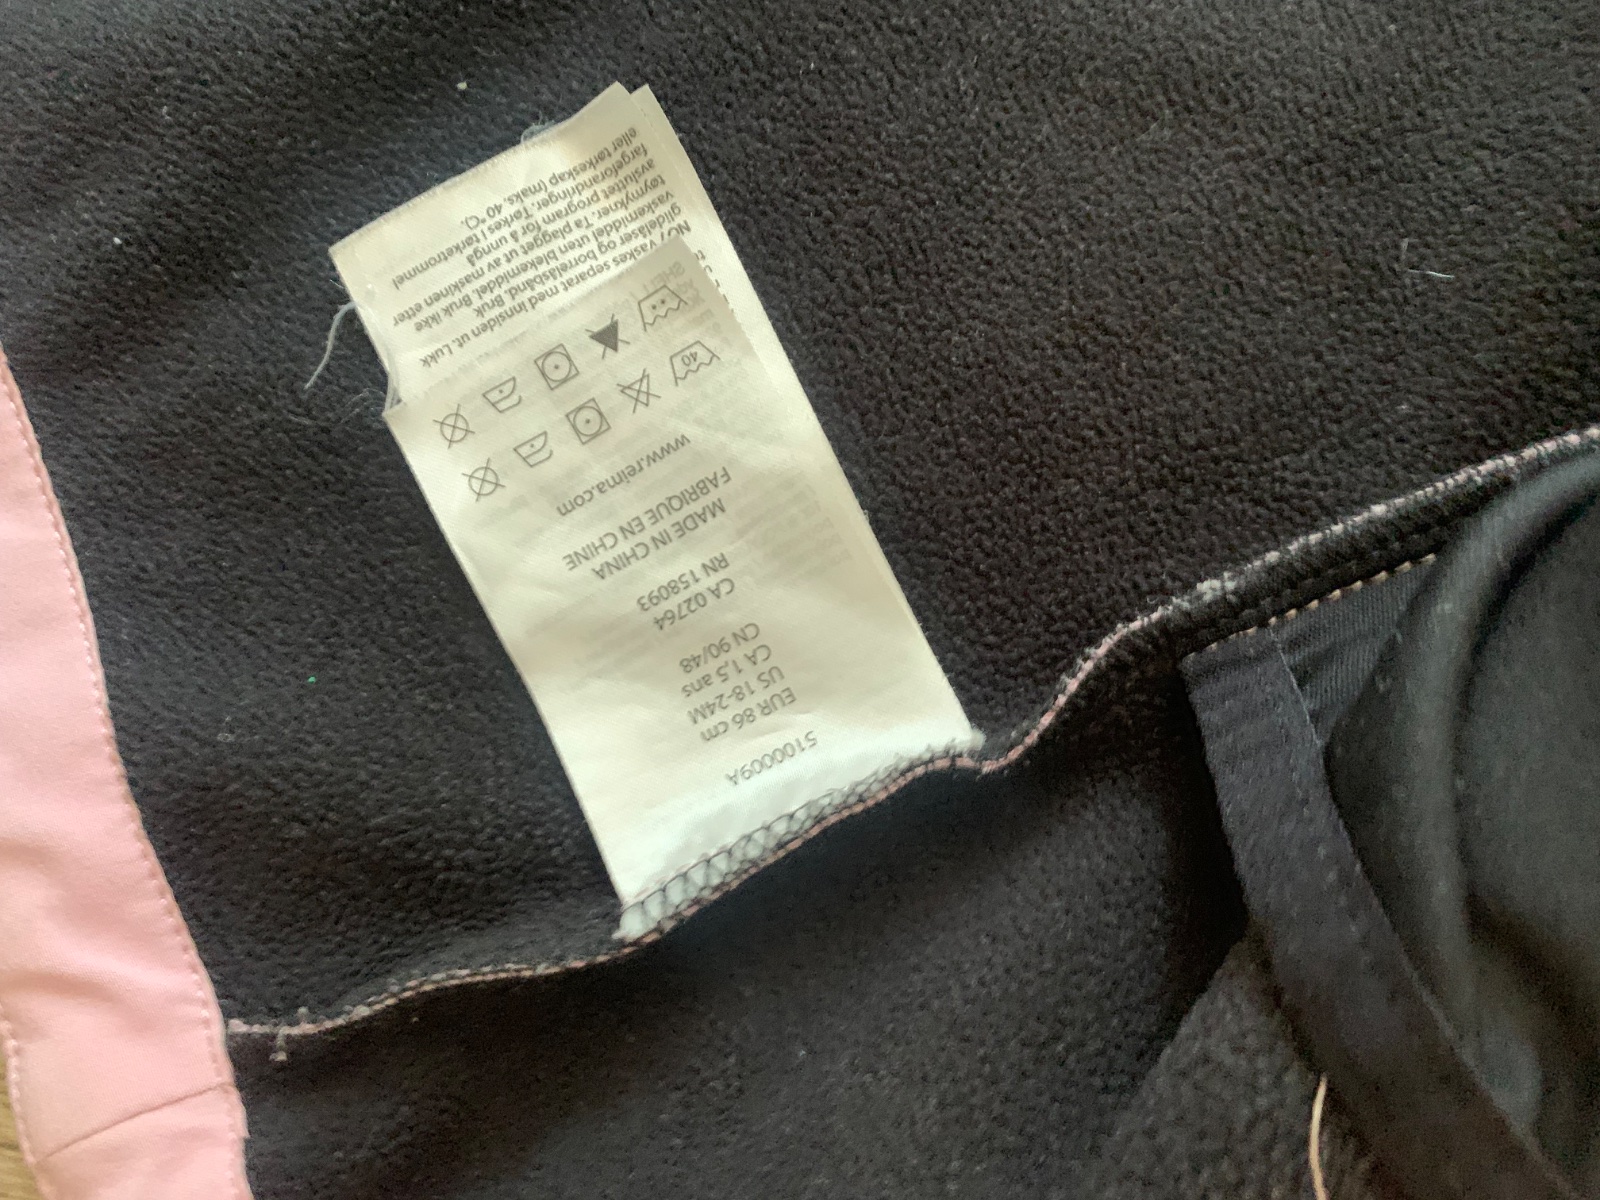 5100009A
EUR 86 cm
US 18-24M
CA 1,5 ans
CN 90/48
CA 02764
RN 158093
MADE IN CHINA
FABRIQUE EN CHINE
www.reima.com
40
NO/ Vaskes separat med innsiden ut. Lukk
glidelåser og borrelåsbånd. Bruk
vaskemiddel uten blekemiddel. Bruk ikke
tøymykner. Ta plagget ut av maskinen etter
avsluttet program for å unngå
fargeforandringer. Tørkes i tørketrommel
eller tørkeskap (maks. 40 °C).